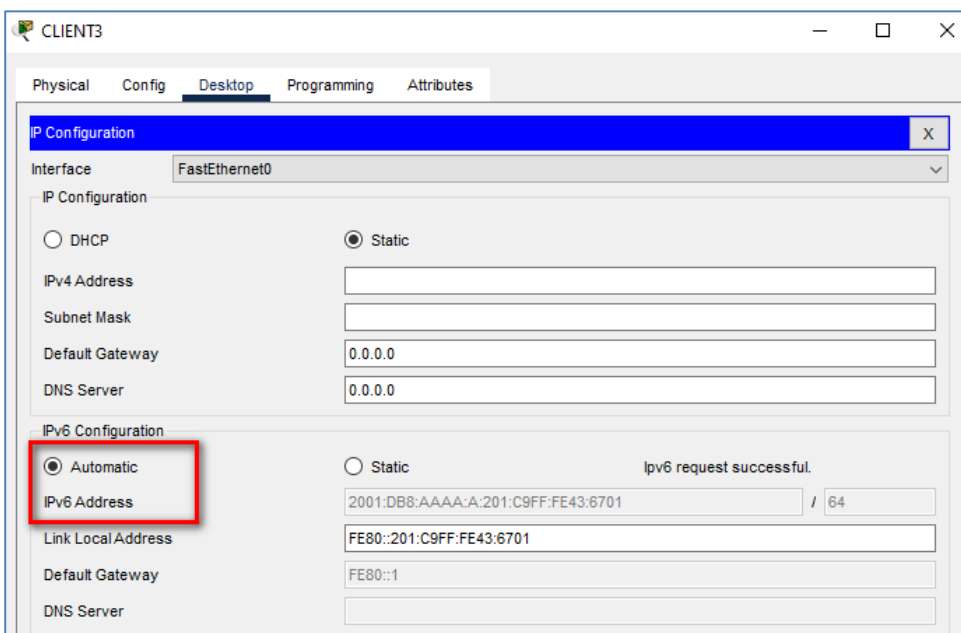 CLIENT3
Physical Config Desktop Programming Attributes
IP Configuration X
Interface FastEthernet0
IP Configuration
DHCP Static
IPv4 Address
Subnet Mask
Default Gateway 0.0.0.0
DNS Server 0.0.0.0
IPv6 Configuration
Automatic Static Ipv6 request successful.
IPv6 Address 2001:DB8:AAAA:A:201:C9FF:FE43:6701 / 64
Link Local Address FE80::201:C9FF:FE43:6701
Default Gateway FE80::1
DNS Server